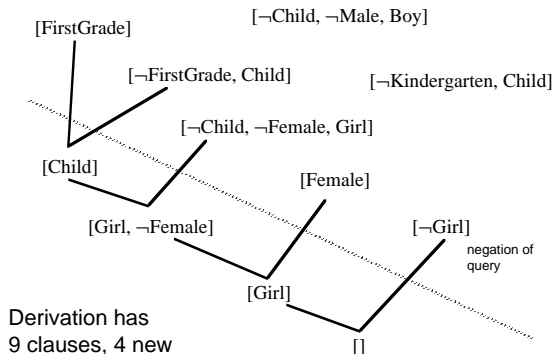 [FirstGrade]
[¬Child, ¬Male, Boy]
[¬FirstGrade, Child]
[¬Kindergarten, Child]
[¬Child, ¬Female, Girl]
[Child]
[Female]
[Girl, ¬Female]
[¬Girl]
negation of
query
[Girl]
Derivation has
9 clauses, 4 new
[]